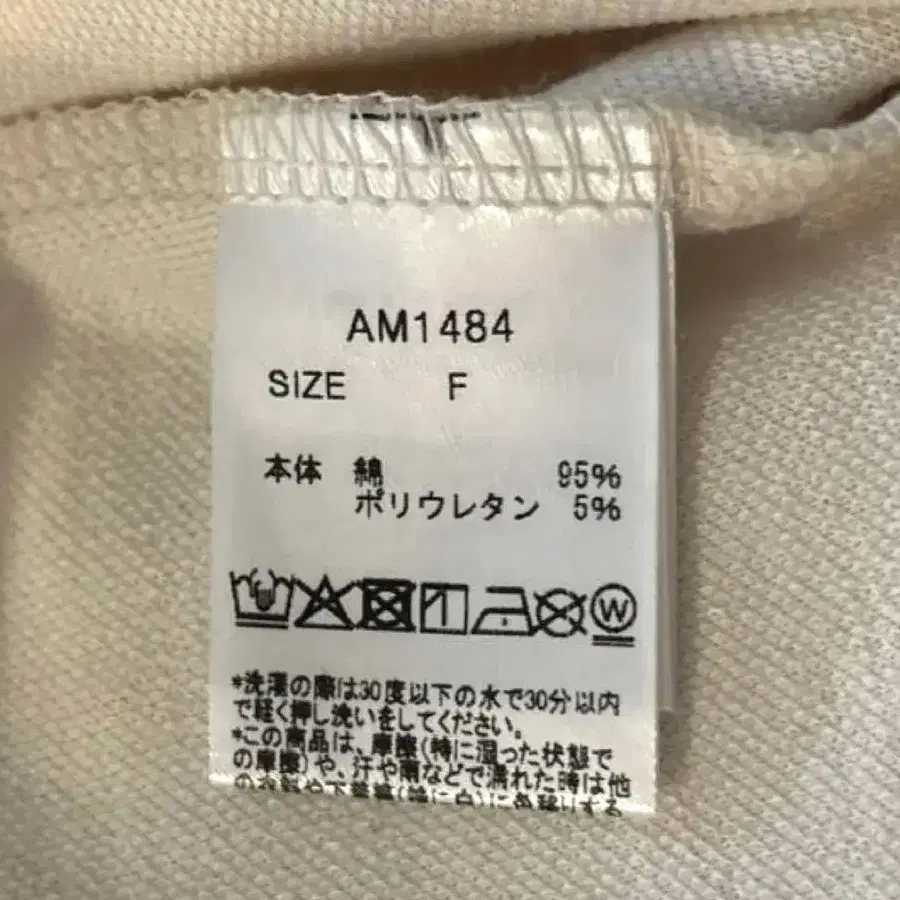 AM1484
SIZE F
本体 綿 95%
ポリウレタン 5%
W
*洗濯の際は30度以下の水で30分以内
で軽く押し洗いをしてください。
*この商品は、摩擦(特に湿った状態で
の摩擦)や、汗や雨などで濡れた時は他